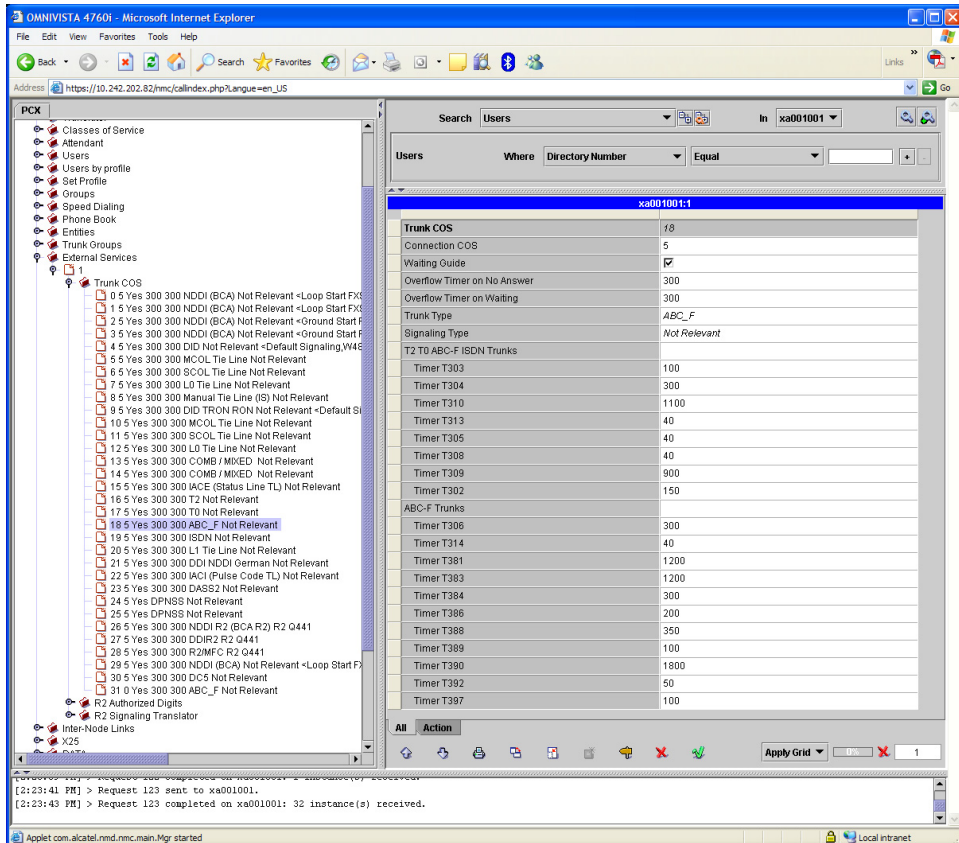 OMNIVISTA 4760i - Microsoft Internet Explorer
File Edit View Favorites Tools Help
Back Search Favorites Links
Address https://10.242.202.82/nmc/callindex.php?Langue=en_US Go
PCX
Classes of Service
Attendant
Users
Users by profile
Set Profile
Groups
Speed Dialing
Phone Book
Entities
Trunk Groups
External Services
1
Trunk COS
0 5 Yes 300 300 NDDI (BCA) Not Relevant <Loop Start FXS
1 5 Yes 300 300 NDDI (BCA) Not Relevant <Loop Start FXS
2 5 Yes 300 300 NDDI (BCA) Not Relevant <Ground Start F
3 5 Yes 300 300 NDDI (BCA) Not Relevant <Ground Start F
4 5 Yes 300 300 DID Not Relevant <Default Signaling,W48
5 5 Yes 300 300 MCOL Tie Line Not Relevant
6 5 Yes 300 300 SCOL Tie Line Not Relevant
7 5 Yes 300 300 L0 Tie Line Not Relevant
8 5 Yes 300 300 Manual Tie Line (IS) Not Relevant
9 5 Yes 300 300 DID TRON RON Not Relevant <Default Si
10 5 Yes 300 300 MCOL Tie Line Not Relevant
11 5 Yes 300 300 SCOL Tie Line Not Relevant
12 5 Yes 300 300 L0 Tie Line Not Relevant
13 5 Yes 300 300 COMB / MIXED Not Relevant
14 5 Yes 300 300 COMB / MIXED Not Relevant
15 5 Yes 300 300 IACE (Status Line TL) Not Relevant
16 5 Yes 300 300 T2 Not Relevant
17 5 Yes 300 300 T0 Not Relevant
18 5 Yes 300 300 ABC_F Not Relevant
19 5 Yes 300 300 ISDN Not Relevant
20 5 Yes 300 300 L1 Tie Line Not Relevant
21 5 Yes 300 300 DDI NDDI German Not Relevant
22 5 Yes 300 300 IACI (Pulse Code TL) Not Relevant
23 5 Yes 300 300 DASS2 Not Relevant
24 5 Yes DPNSS Not Relevant
25 5 Yes DPNSS Not Relevant
26 5 Yes 300 300 NDDI R2 (BCA R2) R2 Q441
27 5 Yes 300 300 DDIR2 R2 Q441
28 5 Yes 300 300 R2/MFC R2 Q441
29 5 Yes 300 300 NDDI (BCA) Not Relevant <Loop Start F
30 5 Yes 300 300 DC5 Not Relevant
31 0 Yes 300 300 ABC_F Not Relevant
R2 Authorized Digits
R2 Signaling Translator
Inter-Node Links
X25
Search Users In xa001001
Users Where Directory Number Equal +
xa001001:1
Trunk COS 18
Connection COS 5
Waiting Guide
Overflow Timer on No Answer 300
Overflow Timer on Waiting 300
Trunk Type ABC_F
Signaling Type Not Relevant
T2 T0 ABC-F ISDN Trunks
Timer T303 100
Timer T304 300
Timer T310 1100
Timer T313 40
Timer T305 40
Timer T308 40
Timer T309 900
Timer T302 150
ABC-F Trunks
Timer T306 300
Timer T314 40
Timer T381 1200
Timer T383 1200
Timer T384 300
Timer T386 200
Timer T388 350
Timer T389 100
Timer T390 1800
Timer T392 50
Timer T397 100
All Action
Apply Grid 0% 1
[2:23:41 PM] > Request 123 sent to xa001001.
[2:23:43 PM] > Request 123 completed on xa001001: 32 instance(s) received.
Applet com.alcatel.nmd.nmc.main.Mgr started Local intranet